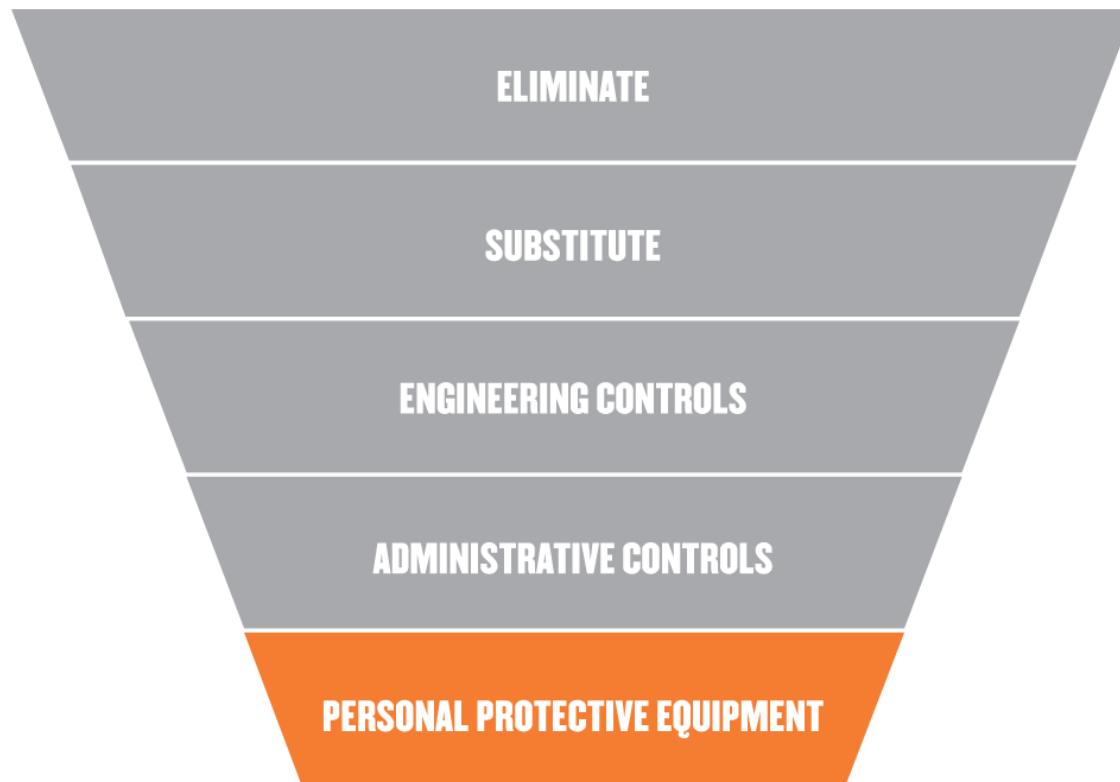 ELIMINATE
SUBSTITUTE
ENGINEERING CONTROLS
ADMINISTRATIVE CONTROLS
PERSONAL PROTECTIVE EQUIPMENT